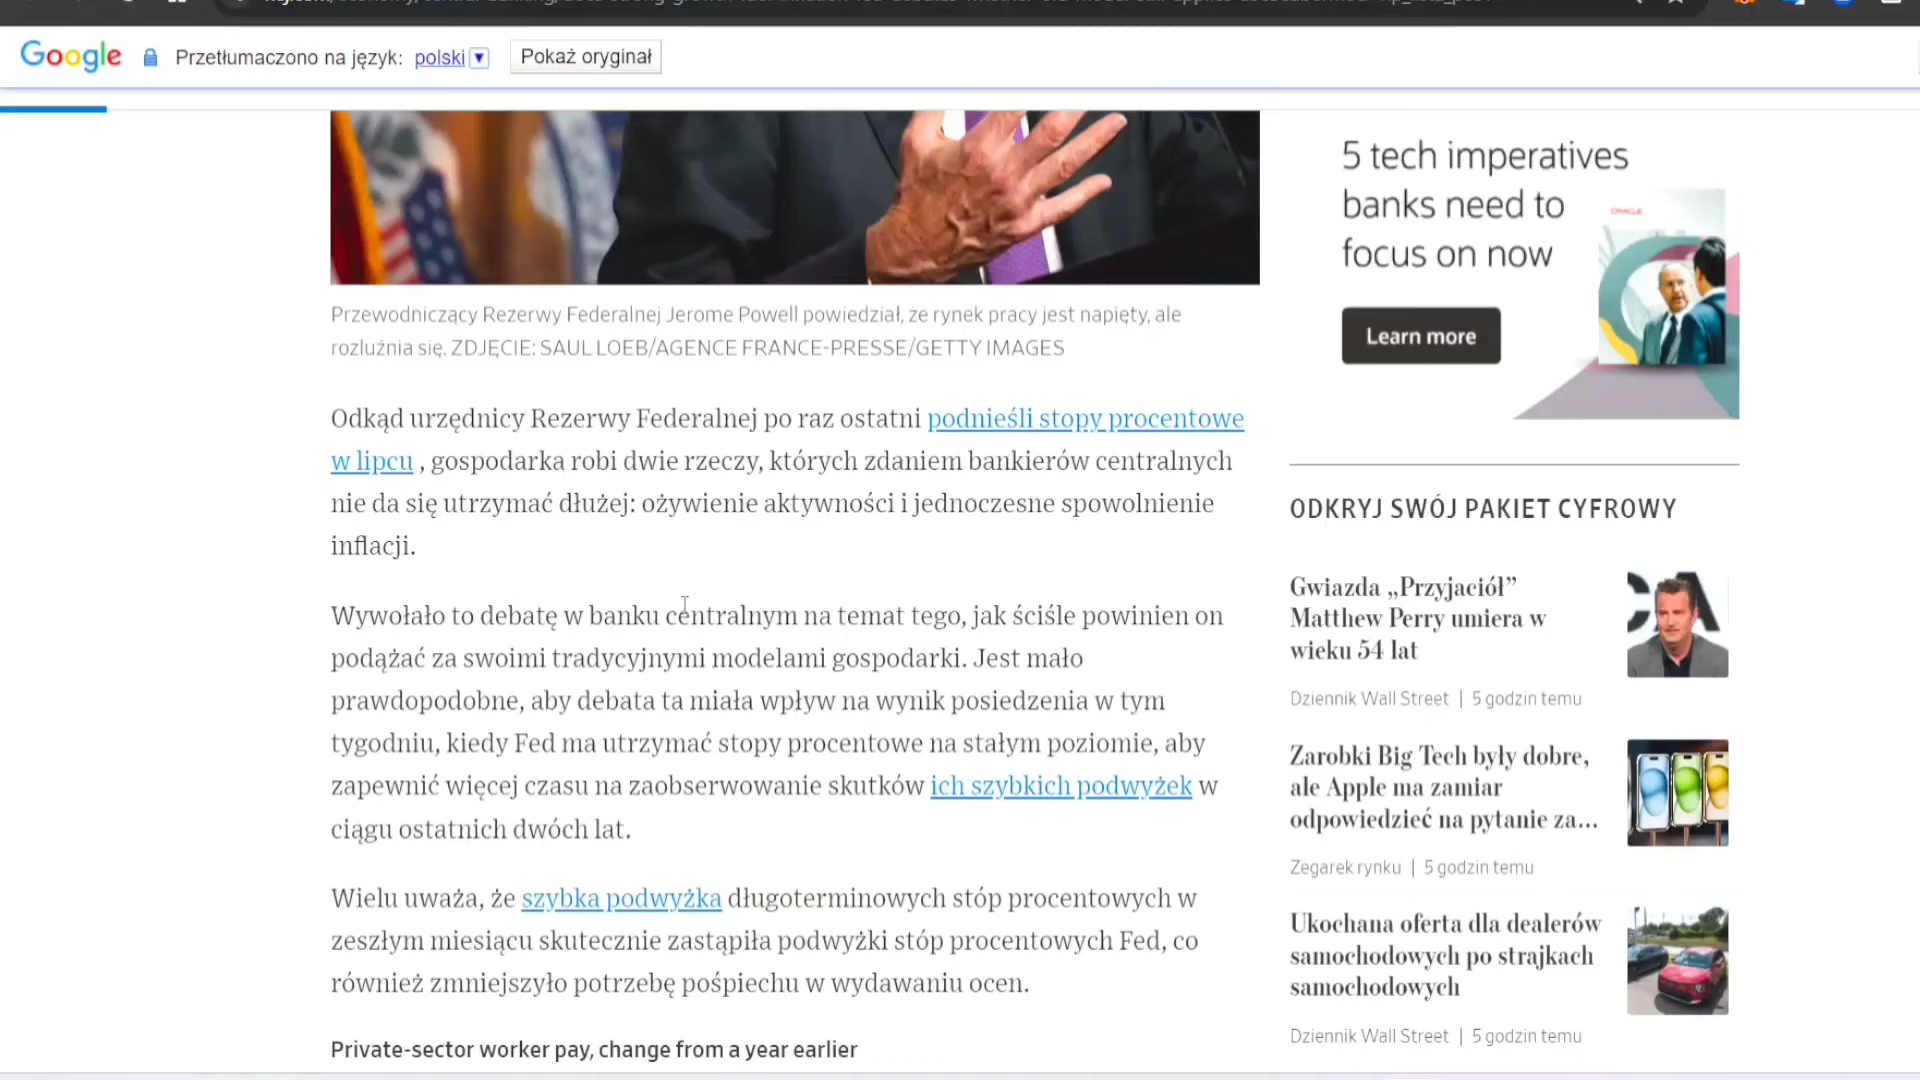 Google
Przetłumaczono na język: polski
Pokaż oryginał
Przewodniczący Rezerwy Federalnej Jerome Powell powiedział, że rynek pracy jest napięty, ale
rozluźnia się. ZDJĘCIE: SAUL LOEB/AGENCE FRANCE-PRESSE/GETTY IMAGES
Odkąd urzędnicy Rezerwy Federalnej po raz ostatni podnieśli stopy procentowe
w lipcu , gospodarka robi dwie rzeczy, których zdaniem bankierów centralnych
nie da się utrzymać dłużej: ożywienie aktywności i jednoczesne spowolnienie
inflacji.
Wywołało to debatę w banku centralnym na temat tego, jak ściśle powinien on
podążać za swoimi tradycyjnymi modelami gospodarki. Jest mało
prawdopodobne, aby debata ta miała wpływ na wynik posiedzenia w tym
tygodniu, kiedy Fed ma utrzymać stopy procentowe na stałym poziomie, aby
zapewnić więcej czasu na zaobserwowanie skutków ich szybkich podwyżek w
ciągu ostatnich dwóch lat.
Wielu uważa, że szybka podwyżka długoterminowych stóp procentowych w
zeszłym miesiącu skutecznie zastąpiła podwyżki stóp procentowych Fed, co
również zmniejszyło potrzebę pośpiechu w wydawaniu ocen.
Private-sector worker pay, change from a year earlier
5 tech imperatives
banks need to
focus on now
ORACLE
Learn more
ODKRYJ SWÓJ PAKIET CYFROWY
Gwiazda „Przyjaciół”
Matthew Perry umiera w
wieku 54 lat
Dziennik Wall Street | 5 godzin temu
Zarobki Big Tech były dobre,
ale Apple ma zamiar
odpowiedzieć na pytanie za...
Zegarek rynku | 5 godzin temu
Ukochana oferta dla dealerów
samochodowych po strajkach
samochodowych
Dziennik Wall Street | 5 godzin temu